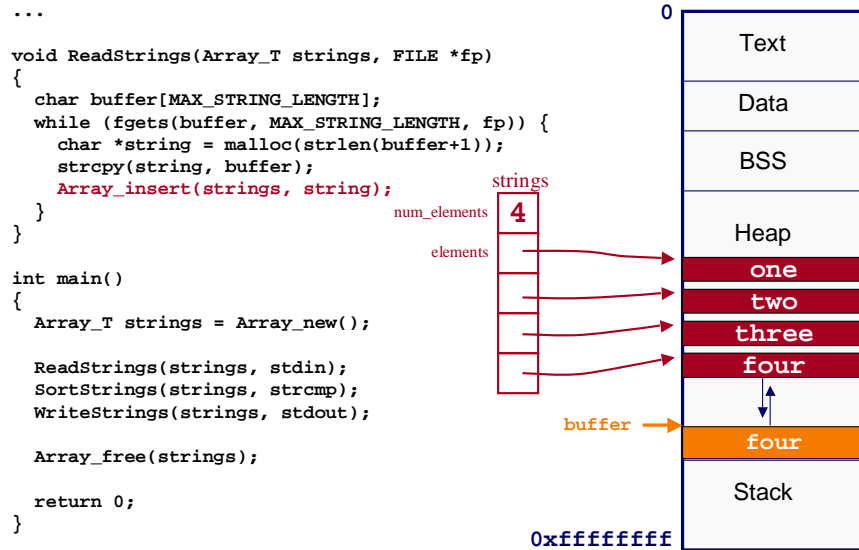 ...
void ReadStrings(Array_T strings, FILE *fp)
{
  char buffer[MAX_STRING_LENGTH];
  while (fgets(buffer, MAX_STRING_LENGTH, fp)) {
    char *string = malloc(strlen(buffer+1));
    strcpy(string, buffer);
    Array_insert(strings, string);
  }
}
int main()
{
  Array_T strings = Array_new();
  ReadStrings(strings, stdin);
  SortStrings(strings, strcmp);
  WriteStrings(strings, stdout);
  Array_free(strings);
  return 0;
}
strings
num_elements 4
elements
buffer
0
Text
Data
BSS
Heap
one
two
three
four
four
Stack
0xffffffff